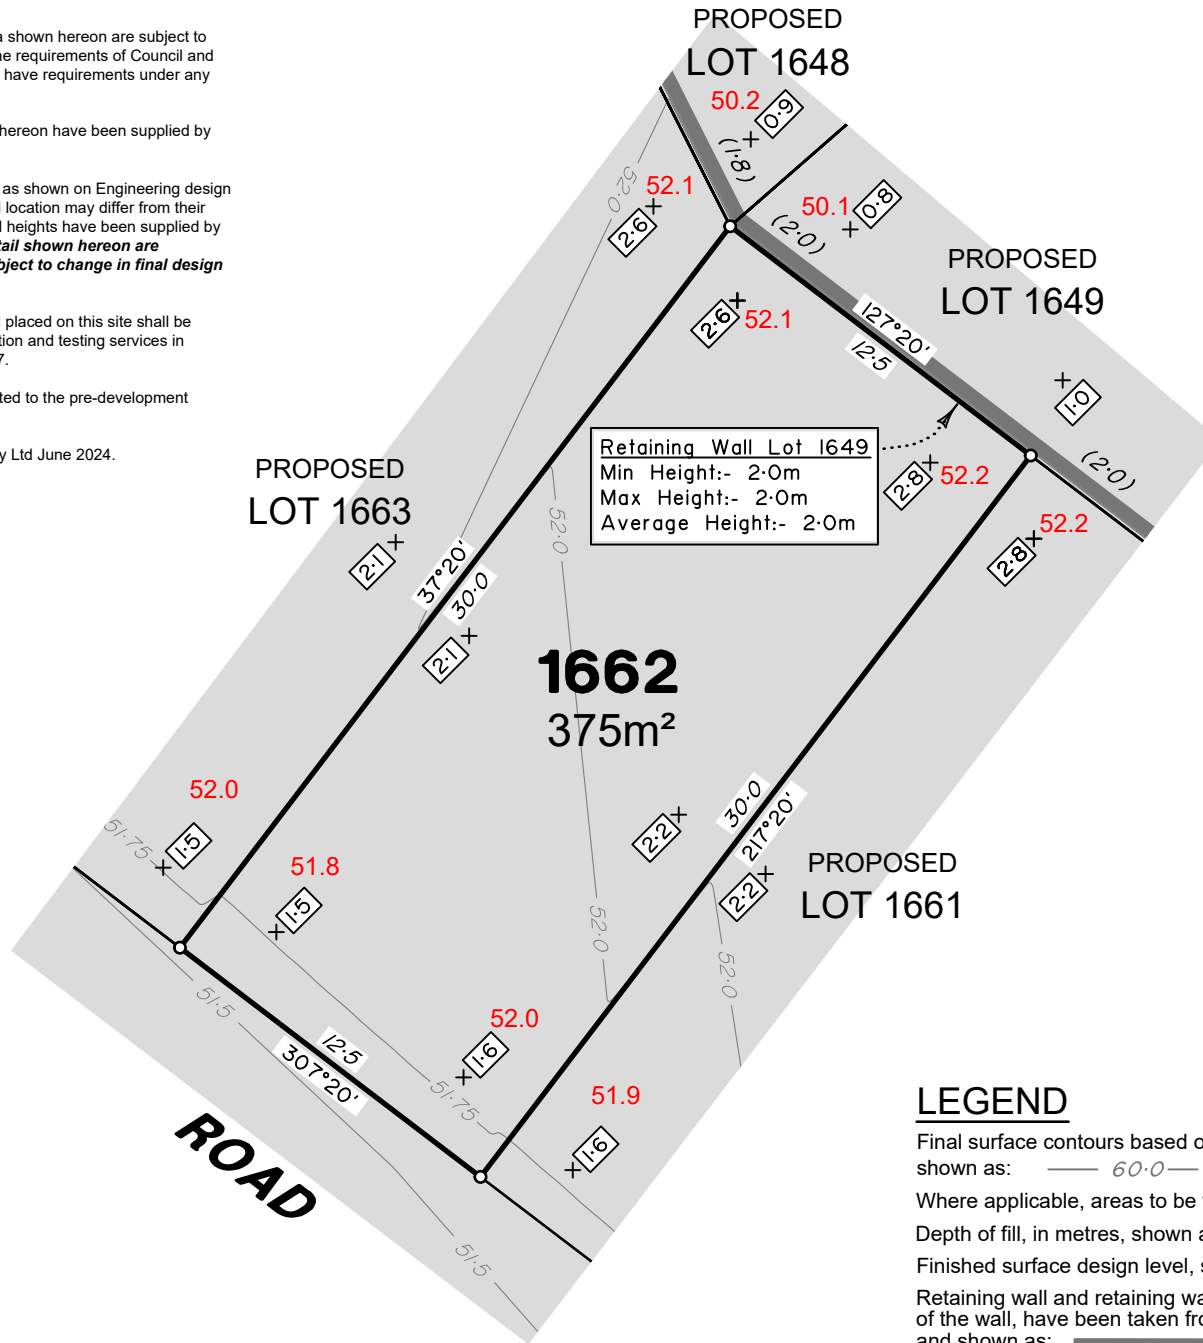 a shown hereon are subject to
he requirements of Council and
have requirements under any
hereon have been supplied by
as shown on Engineering design
l location may differ from their
l heights have been supplied by
tail shown hereon are
bject to change in final design
l placed on this site shall be
tion and testing services in
7.
ted to the pre-development
y Ltd June 2024.
PROPOSED
LOT 1648
50.2
0·9
(1·8)
52.0
52.1
2·6
50.1
0·8
(2·0)
PROPOSED
LOT 1649
2·6
52.1
127°20'
12·5
1·0
(2·0)
Retaining Wall Lot 1649
Min Height:- 2·0m
Max Height:- 2·0m
Average Height:- 2·0m
2·8
52.2
52.2
2·8
PROPOSED
LOT 1663
2·1
37°20'
30·0
52·0
2·1
1662
375m²
52.0
51·75
1·5
51.8
1·5
2·2
30·0
217°20'
2·2
PROPOSED
LOT 1661
52·0
52·0
51·5
12·5
307°20'
52.0
1·6
51·75
51.9
1·6
ROAD
51·5
LEGEND
Final surface contours based o
shown as: 60·0
Where applicable, areas to be
Depth of fill, in metres, shown a
Finished surface design level, s
Retaining wall and retaining wa
of the wall, have been taken fro
and shown as: